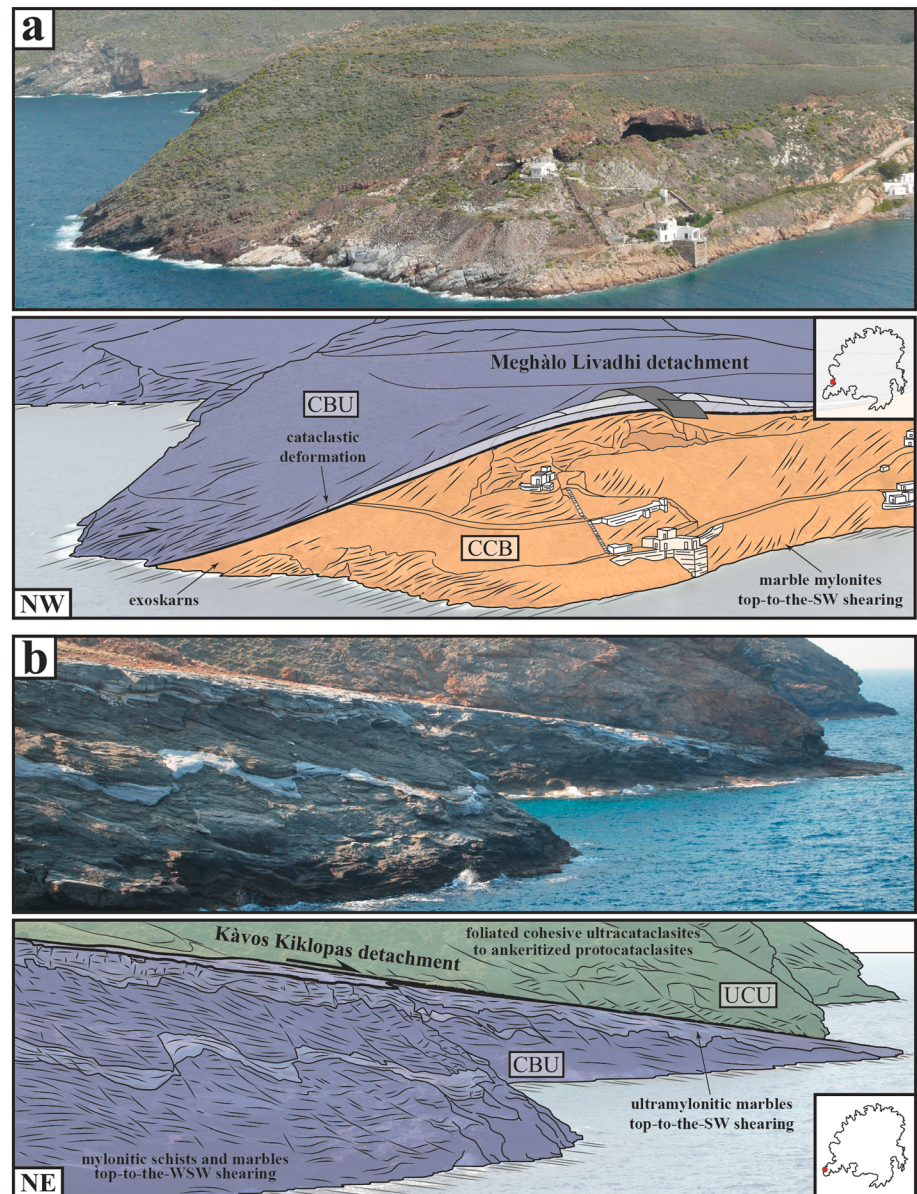 a
Meghàlo Livadhi detachment
CBU
cataclastic
deformation
CCB
exoskarns
marble mylonites
top-to-the-SW shearing
NW
b
Kàvos Kiklopas detachment
foliated cohesive ultracataclasites
to ankeritized protocataclasites
UCU
CBU
ultramylonitic marbles
top-to-the-SW shearing
mylonitic schists and marbles
top-to-the-WSW shearing
NE